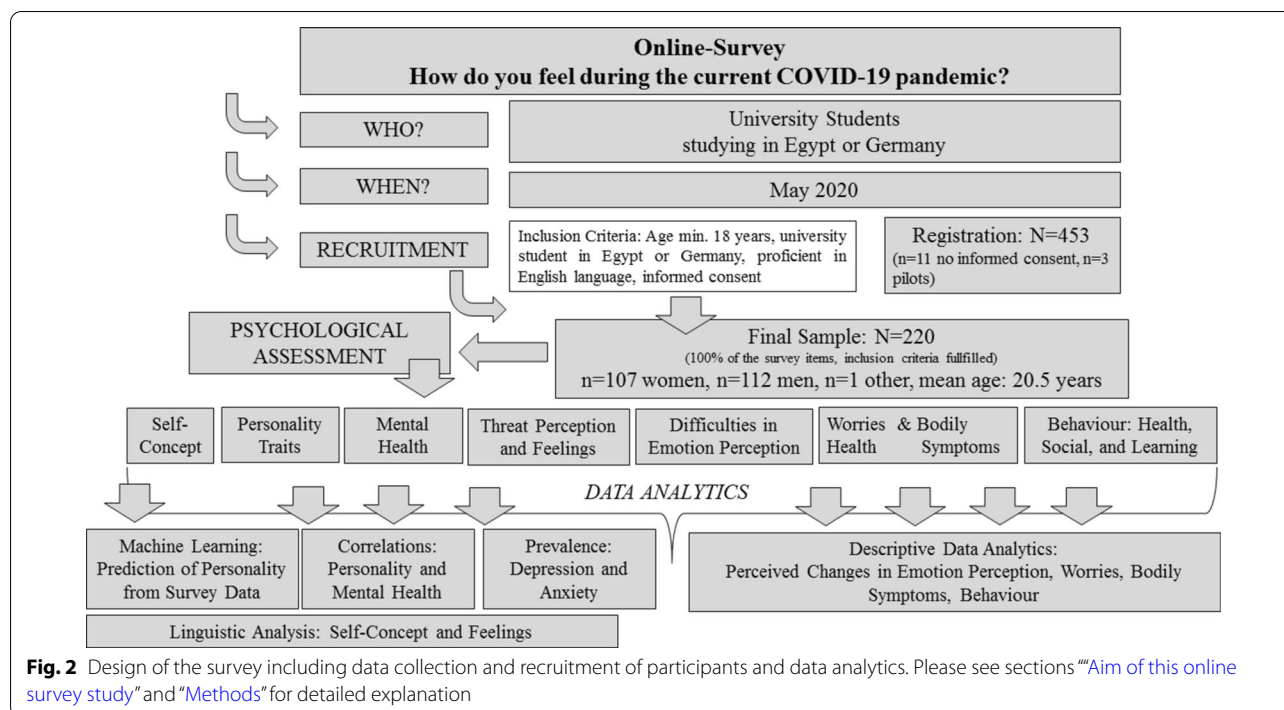 Online-Survey
How do you feel during the current COVID-19 pandemic?
WHO?
University Students
studying in Egypt or Germany
WHEN?
May 2020
RECRUITMENT
Inclusion Criteria: Age min. 18 years, university
student in Egypt or Germany, proficient in
English language, informed consent
Registration: N=453
(n=11 no informed consent, n=3
pilots)
PSYCHOLOGICAL
ASSESSMENT
Final Sample: N=220
(100% of the survey items, inclusion criteria fullfilled)
n=107 women, n=112 men, n=1 other, mean age: 20.5 years
Self-
Concept
Personality
Traits
Mental
Health
Threat Perception
and Feelings
Difficulties in
Emotion Perception
Worries & Bodily
Health Symptoms
Behaviour: Health,
Social, and Learning
DATA ANALYTICS
Machine Learning:
Prediction of Personality
from Survey Data
Correlations:
Personality and
Mental Health
Prevalence:
Depression and
Anxiety
Descriptive Data Analytics:
Perceived Changes in Emotion Perception, Worries, Bodily
Symptoms, Behaviour
Linguistic Analysis: Self-Concept and Feelings
Fig. 2 Design of the survey including data collection and recruitment of participants and data analytics. Please see sections "“Aim of this online
survey study” and “Methods” for detailed explanation